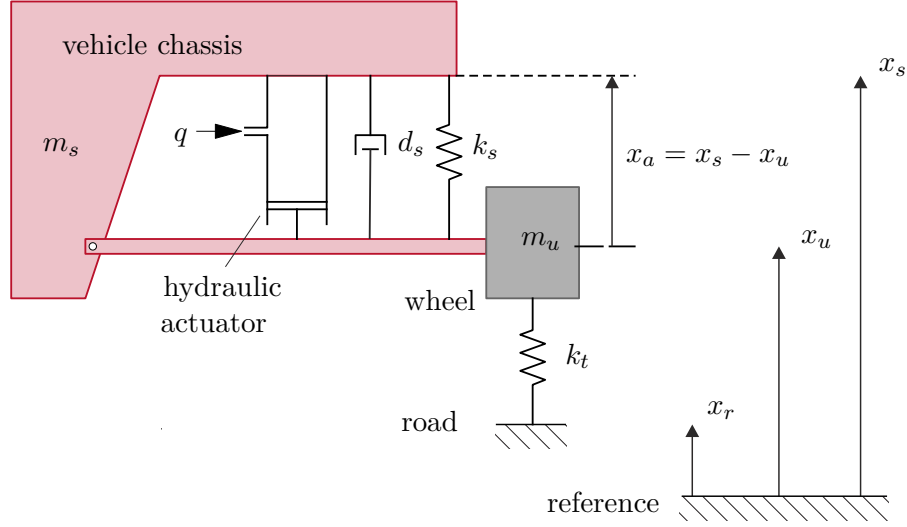 vehicle chassis
x_s
q
m_s
d_s
k_s
x_a = x_s − x_u
m_u
x_u
hydraulic
actuator
wheel
k_t
x_r
road
reference